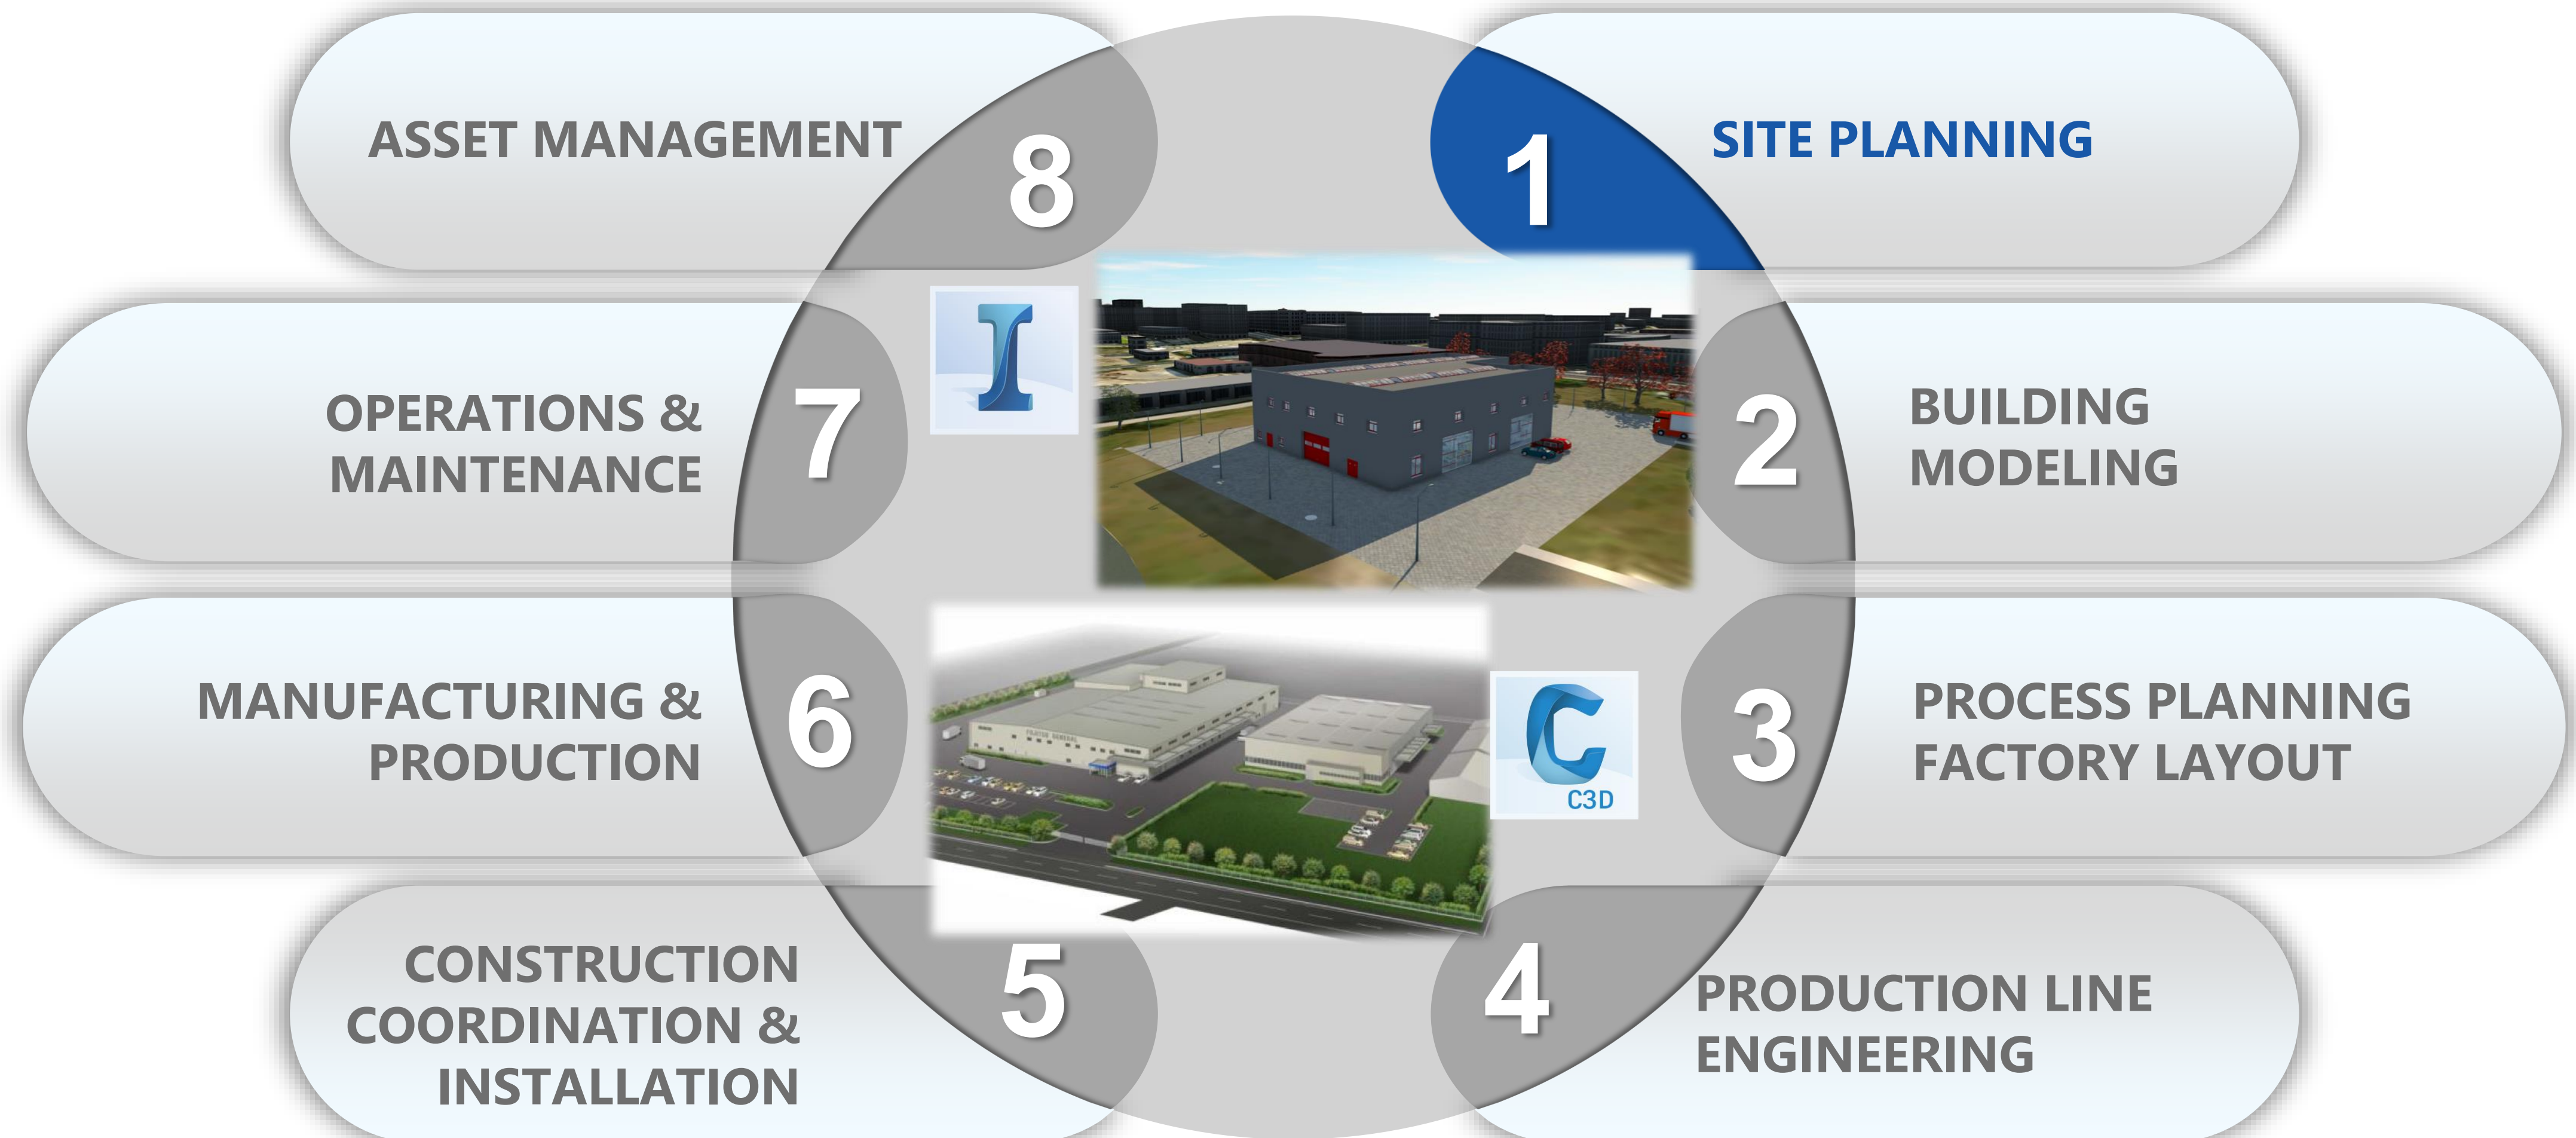 1
SITE PLANNING
2
BUILDING
MODELING
3
PROCESS PLANNING
FACTORY LAYOUT
4
PRODUCTION LINE
ENGINEERING
5
CONSTRUCTION
COORDINATION &
INSTALLATION
6
MANUFACTURING &
PRODUCTION
7
OPERATIONS &
MAINTENANCE
8
ASSET MANAGEMENT
I
C
C3D